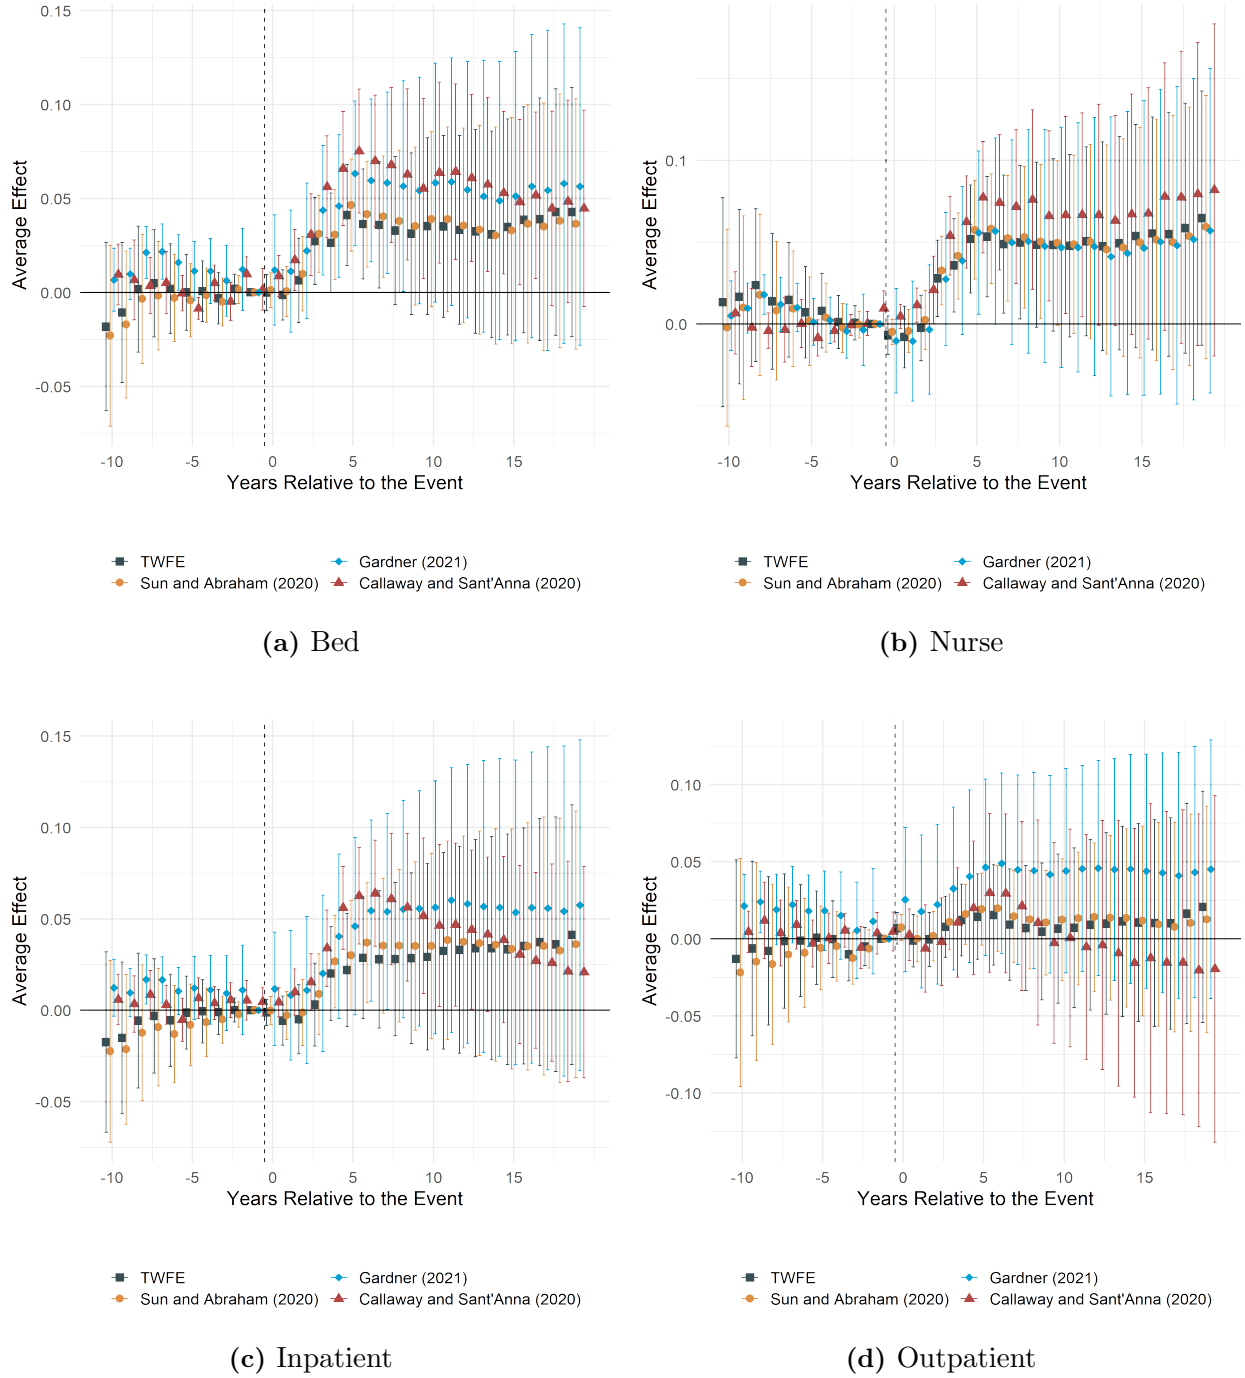 0.15
0.10
0.05
0.00
-0.05
Average Effect
-10 -5 0 5 10 15
Years Relative to the Event
TWFE
Gardner (2021)
Sun and Abraham (2020)
Callaway and Sant'Anna (2020)
(a) Bed
0.1
0.0
Average Effect
-10 -5 0 5 10 15
Years Relative to the Event
TWFE
Gardner (2021)
Sun and Abraham (2020)
Callaway and Sant'Anna (2020)
(b) Nurse
0.15
0.10
0.05
0.00
-0.05
Average Effect
-10 -5 0 5 10 15
Years Relative to the Event
TWFE
Gardner (2021)
Sun and Abraham (2020)
Callaway and Sant'Anna (2020)
(c) Inpatient
0.10
0.05
0.00
-0.05
-0.10
Average Effect
-10 -5 0 5 10 15
Years Relative to the Event
TWFE
Gardner (2021)
Sun and Abraham (2020)
Callaway and Sant'Anna (2020)
(d) Outpatient